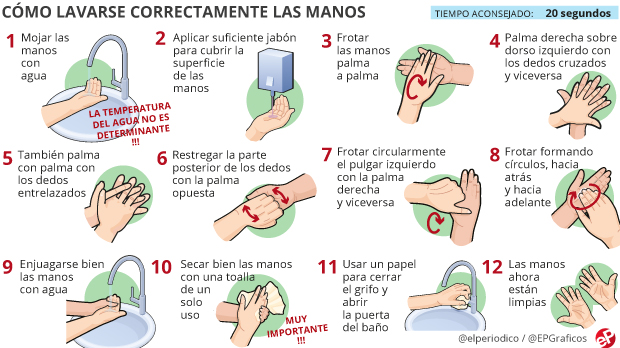 CÓMO LAVARSE CORRECTAMENTE LAS MANOS
TIEMPO ACONSEJADO: 20 segundos
1 Mojar las
manos
con
agua
LA TEMPERATURA
DEL AGUA NO ES
DETERMINANTE
!!!
2 Aplicar suficiente jabón
para cubrir la
superficie
de las
manos
3 Frotar
las manos
palma
a palma
4 Palma derecha sobre
dorso izquierdo con
los dedos cruzados
y viceversa
5 También palma
con palma con
los dedos
entrelazados
6 Restregar la parte
posterior de los dedos
con la palma
opuesta
7 Frotar circularmente
el pulgar izquierdo
con la palma
derecha
y viceversa
8 Frotar formando
círculos, hacia
atrás
y hacia
adelante
9 Enjuagarse bien
las manos
con agua
10 Secar bien las manos
con una toalla
de un
solo
uso
MUY
IMPORTANTE
!!!
11 Usar un papel
para cerrar
el grifo y
abrir
la puerta
del baño
12 Las manos
ahora
están
limpias
@elperiodico / @EPGraficos
eP